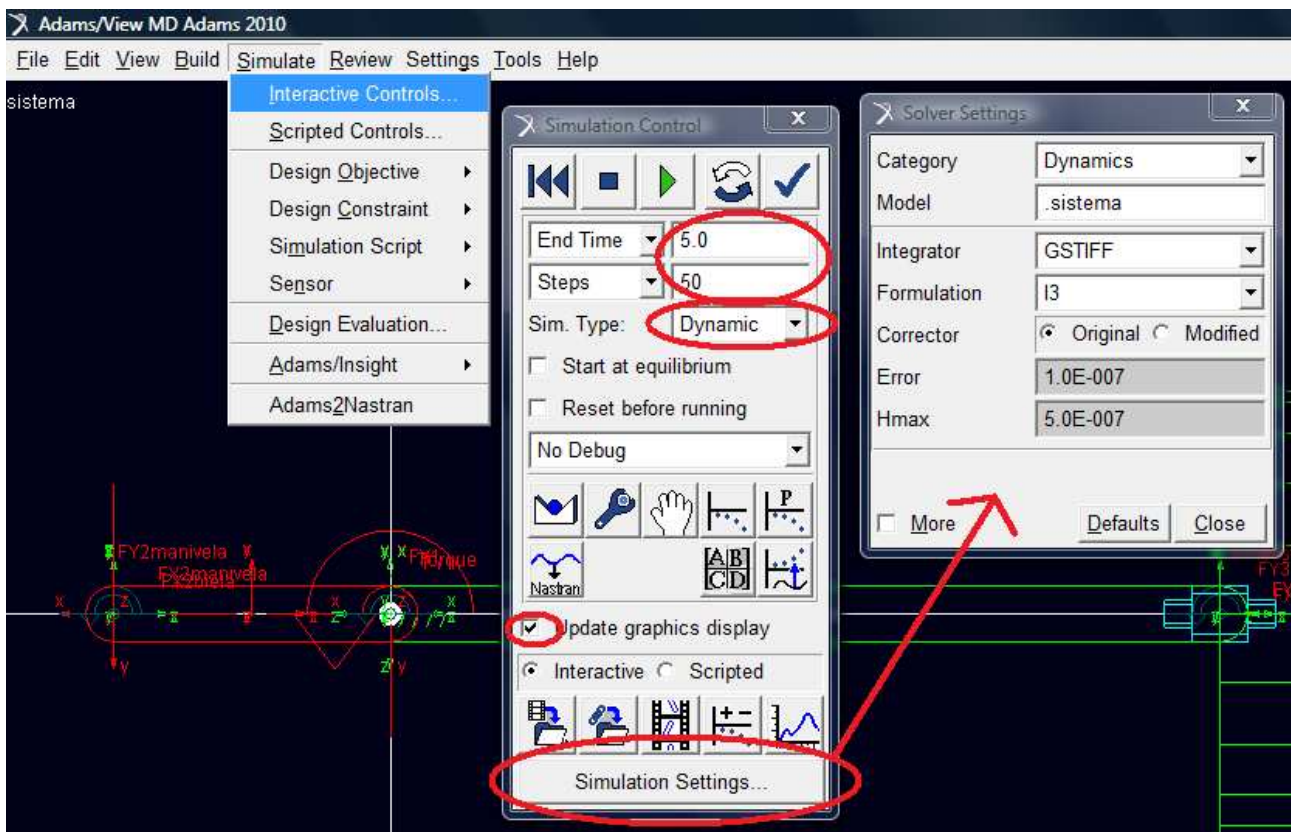 Adams/View MD Adams 2010
File Edit View Build Simulate Review Settings Tools Help
sistema
Interactive Controls...
Scripted Controls...
Design Objective
Design Constraint
Simulation Script
Sensor
Design Evaluation...
Adams/Insight
Adams2Nastran
Simulation Control
End Time 5.0
Steps 50
Sim. Type: Dynamic
Start at equilibrium
Reset before running
No Debug
P
Nastran
A B
C D
Update graphics display
Interactive Scripted
Simulation Settings...
Solver Settings
Category Dynamics
Model .sistema
Integrator GSTIFF
Formulation I3
Corrector Original Modified
Error 1.0E-007
Hmax 5.0E-007
More Defaults Close
FY2manivela